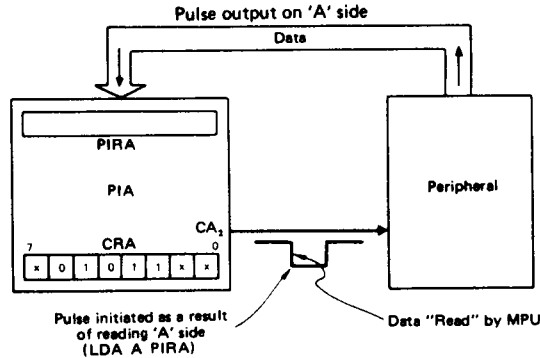 Pulse output on 'A' side
Data
PIRA
PIA
Peripheral
CA2
7 CRA 0
x 0 1 0 1 1 x x
Pulse initiated as a result
of reading 'A' side
(LDA A PIRA)
Data "Read" by MPU